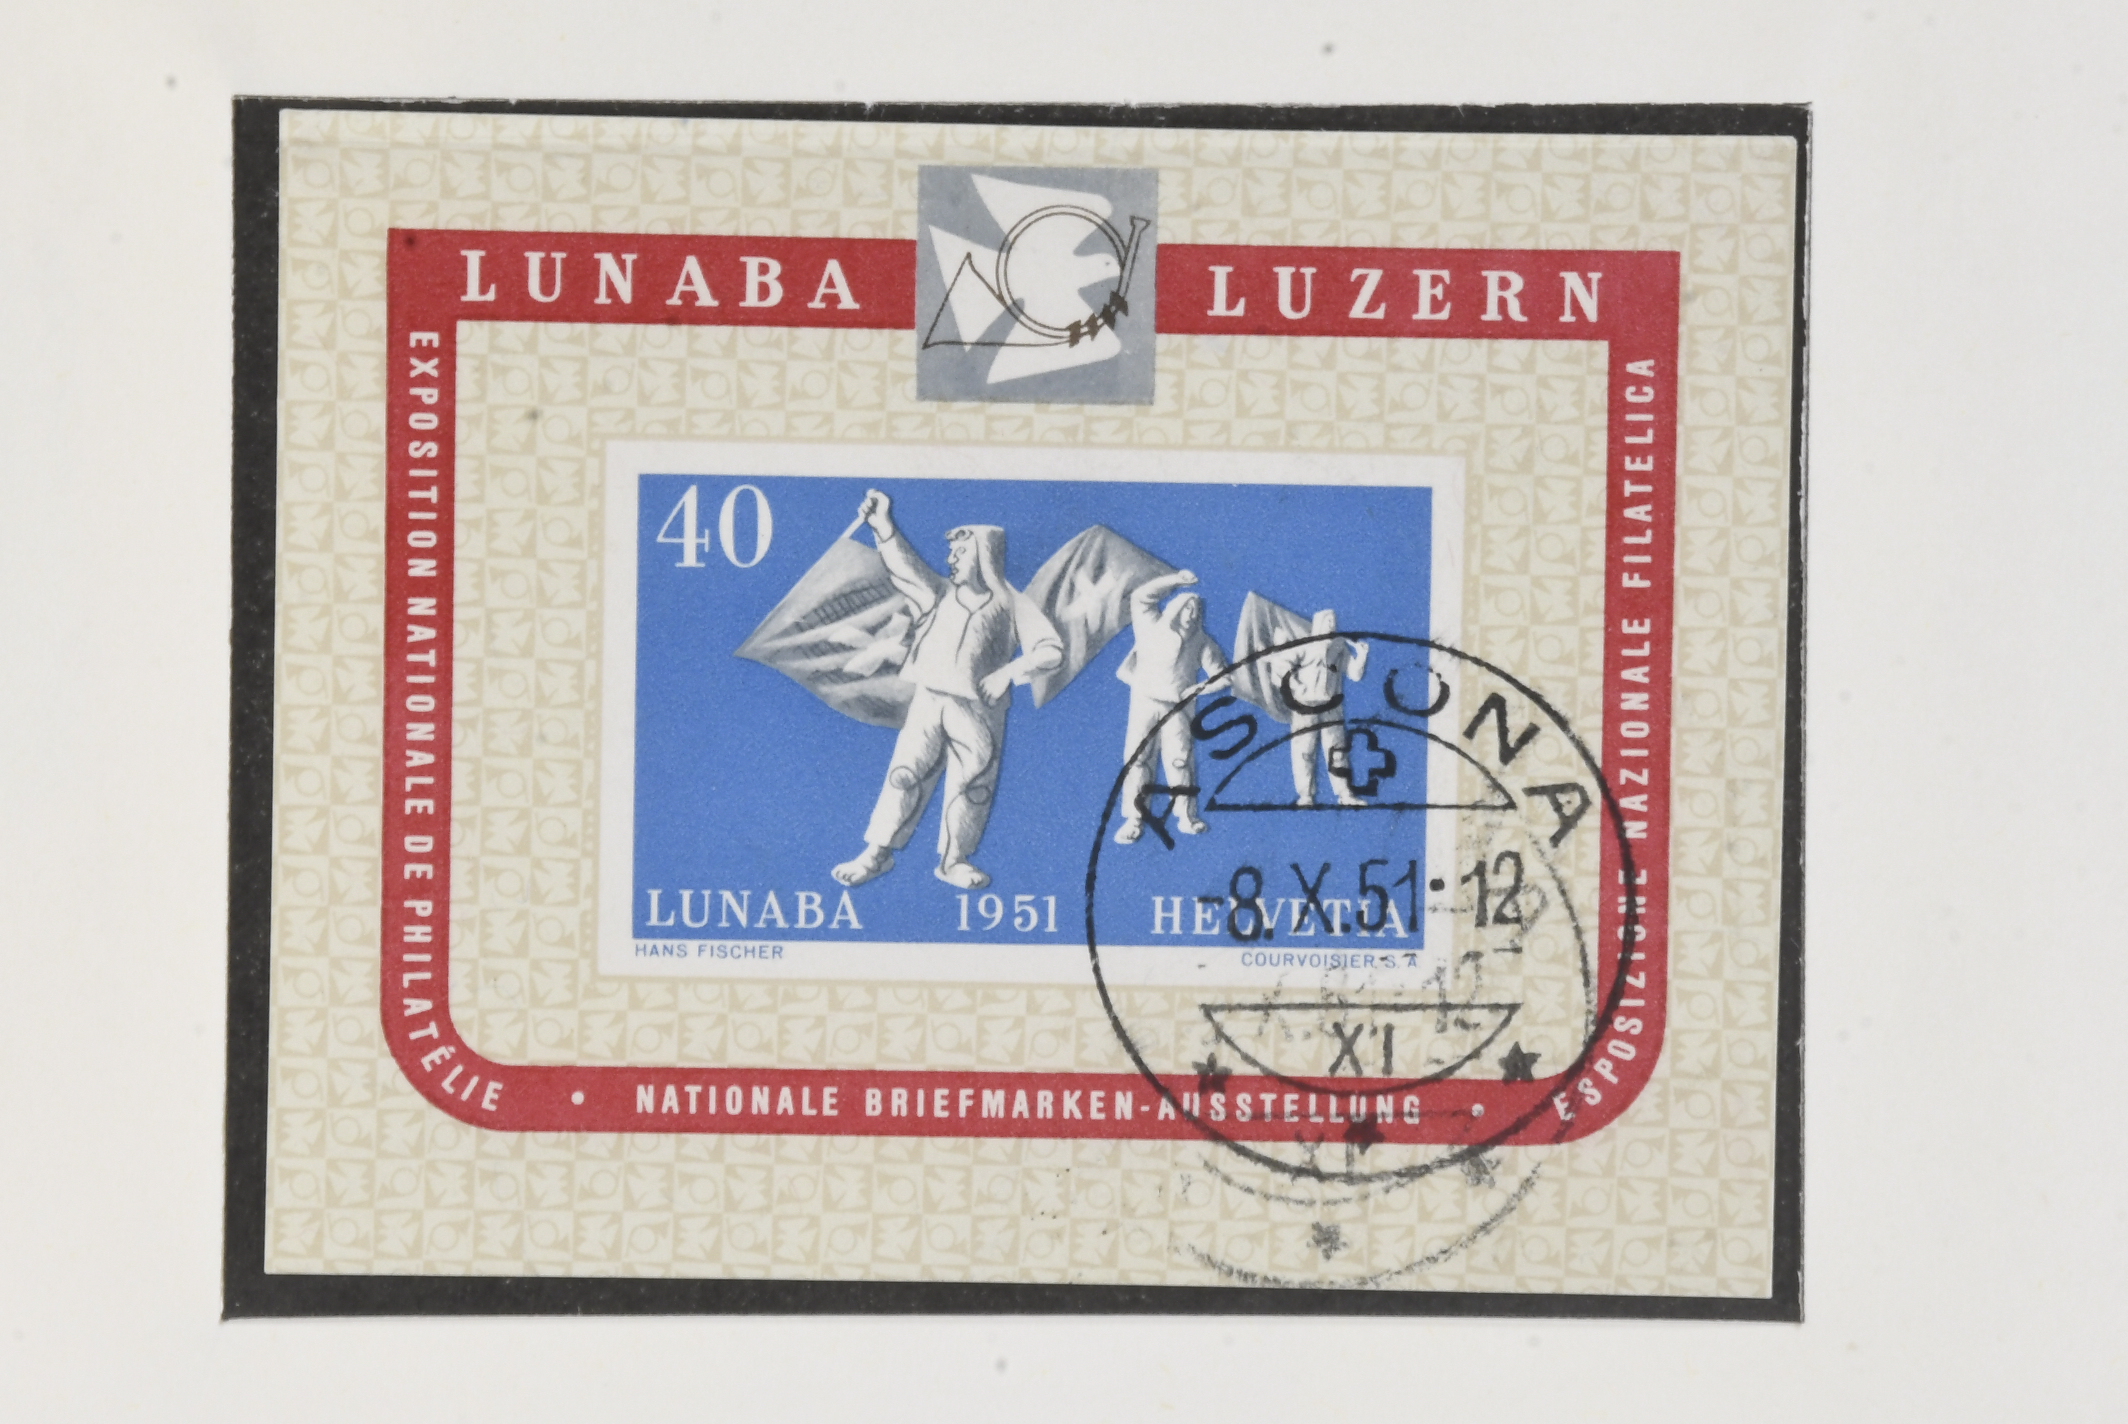 LUNABA LUZERN
EXPOSITION NATIONALE DE PHILATÉLIE • NATIONALE BRIEFMARKEN-AUSSTELLUNG • ESPOSIZIONE NAZIONALE FILATELICA
40
LUNABA 1951 HELVETIA
HANS FISCHER COURVOISIER S.A
ASCONA
-8.X.51·12
XI